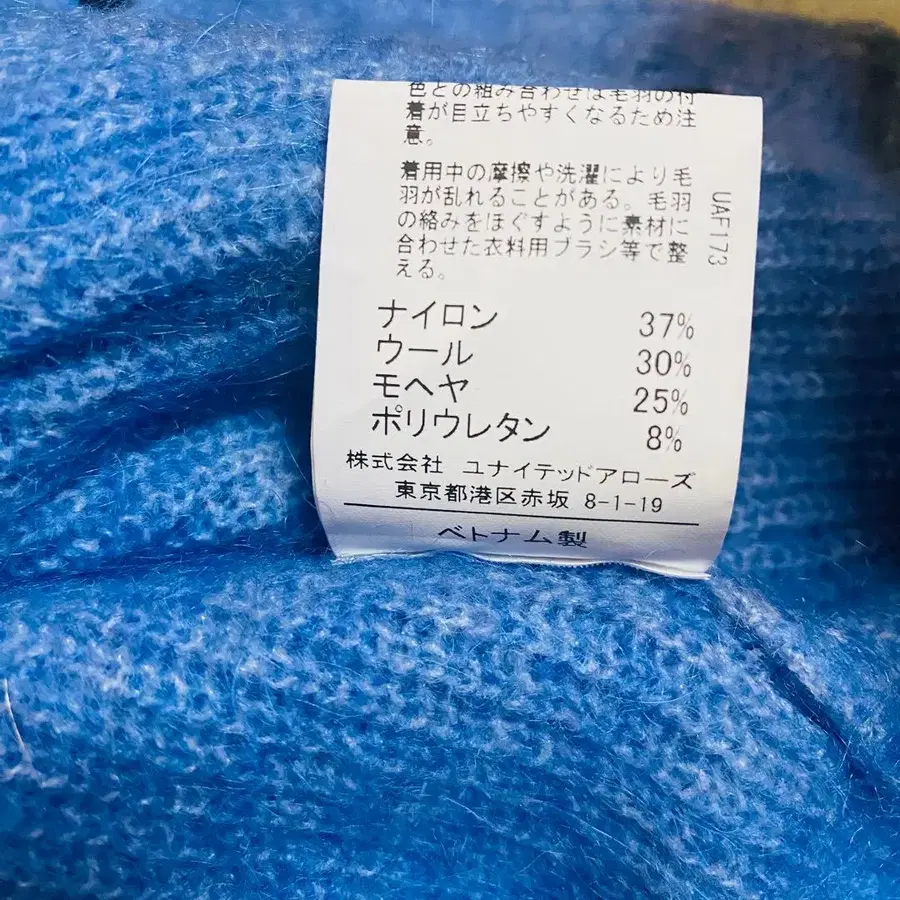 色との組み合わせは毛羽の付
着が目立ちやすくなるため注
意。
着用中の摩擦や洗濯により毛
羽が乱れることがある。毛羽
の絡みをほぐすように素材に
合わせた衣料用ブラシ等で整
える。
UAF173
ナイロン 37%
ウール 30%
モヘヤ 25%
ポリウレタン 8%
株式会社 ユナイテッドアローズ
東京都港区赤坂 8-1-19
ベトナム製